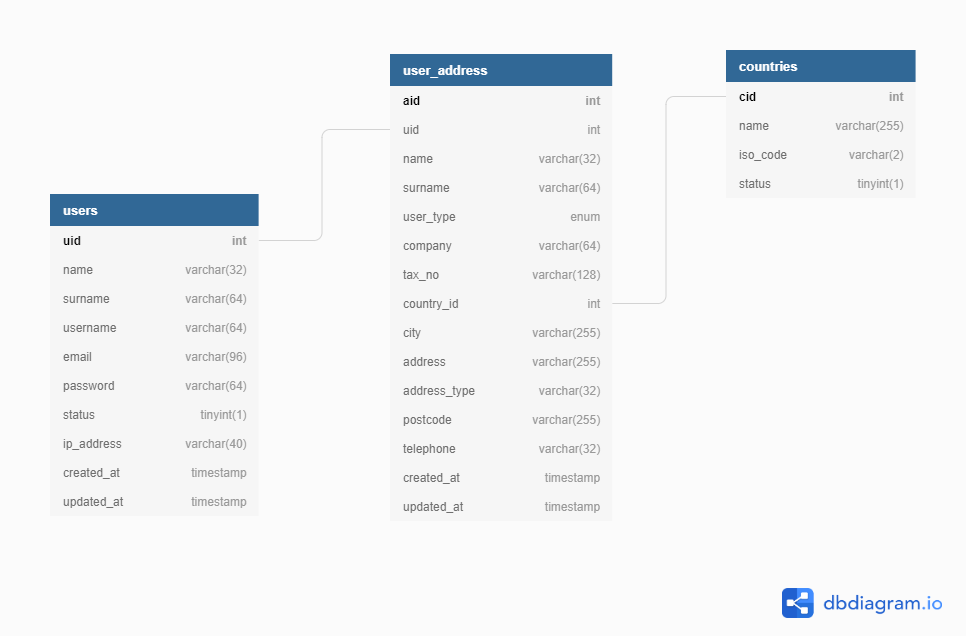 users
uid int
name varchar(32)
surname varchar(64)
username varchar(64)
email varchar(96)
password varchar(64)
status tinyint(1)
ip_address varchar(40)
created_at timestamp
updated_at timestamp
user_address
aid int
uid int
name varchar(32)
surname varchar(64)
user_type enum
company varchar(64)
tax_no varchar(128)
country_id int
city varchar(255)
address varchar(255)
address_type varchar(32)
postcode varchar(255)
telephone varchar(32)
created_at timestamp
updated_at timestamp
countries
cid int
name varchar(255)
iso_code varchar(2)
status tinyint(1)
dbdiagram.io